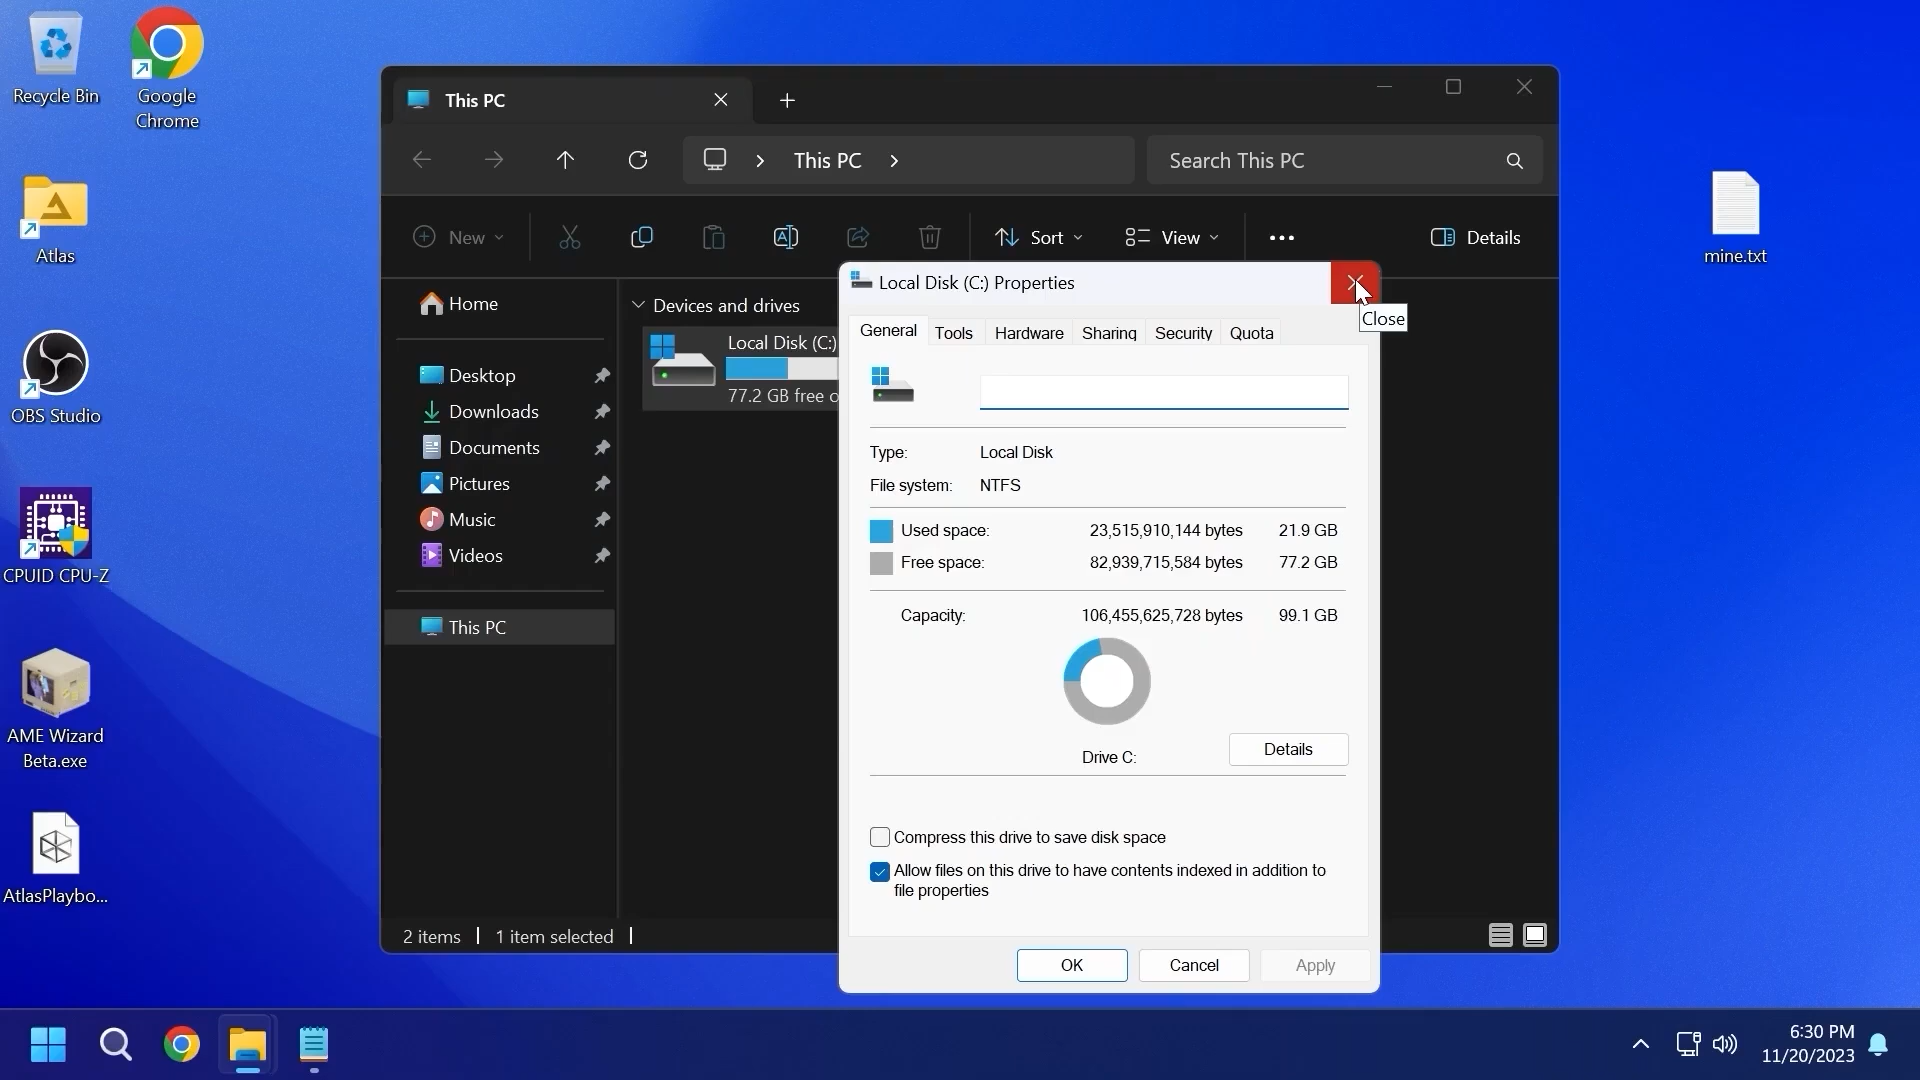 Recycle Bin
Google
Chrome
Atlas
OBS Studio
CPUID CPU-Z
AME Wizard
Beta.exe
AtlasPlaybo...
mine.txt
This PC
This PC
Search This PC
New
Sort
View
Details
Home
Desktop
Downloads
Documents
Pictures
Music
Videos
This PC
Devices and drives
Local Disk (C:)
77.2 GB free o
2 items
1 item selected
Local Disk (C:) Properties
Close
General Tools Hardware Sharing Security Quota
Type: Local Disk
File system: NTFS
Used space: 23,515,910,144 bytes 21.9 GB
Free space: 82,939,715,584 bytes 77.2 GB
Capacity: 106,455,625,728 bytes 99.1 GB
Drive C:
Details
Compress this drive to save disk space
Allow files on this drive to have contents indexed in addition to
file properties
OK Cancel Apply
6:30 PM
11/20/2023